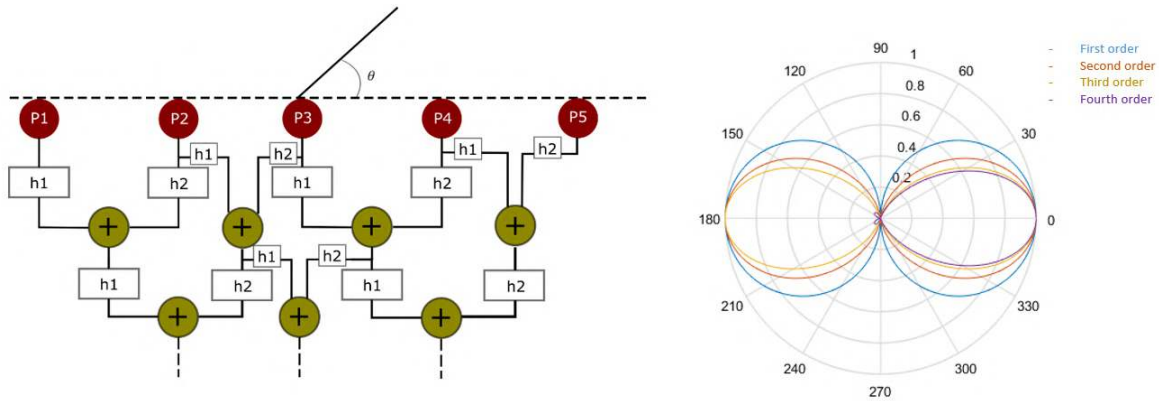 θ
P1 P2 P3 P4 P5
h1 h2 h1 h2
h1 h2 h1 h2
+ + + +
h1 h2
h1 h2 h1 h2
+ + +
90 1
120 0.8 60
0.6
150 0.4 30
0.2
180 0
210 330
240 300
270
- First order
- Second order
- Third order
- Fourth order